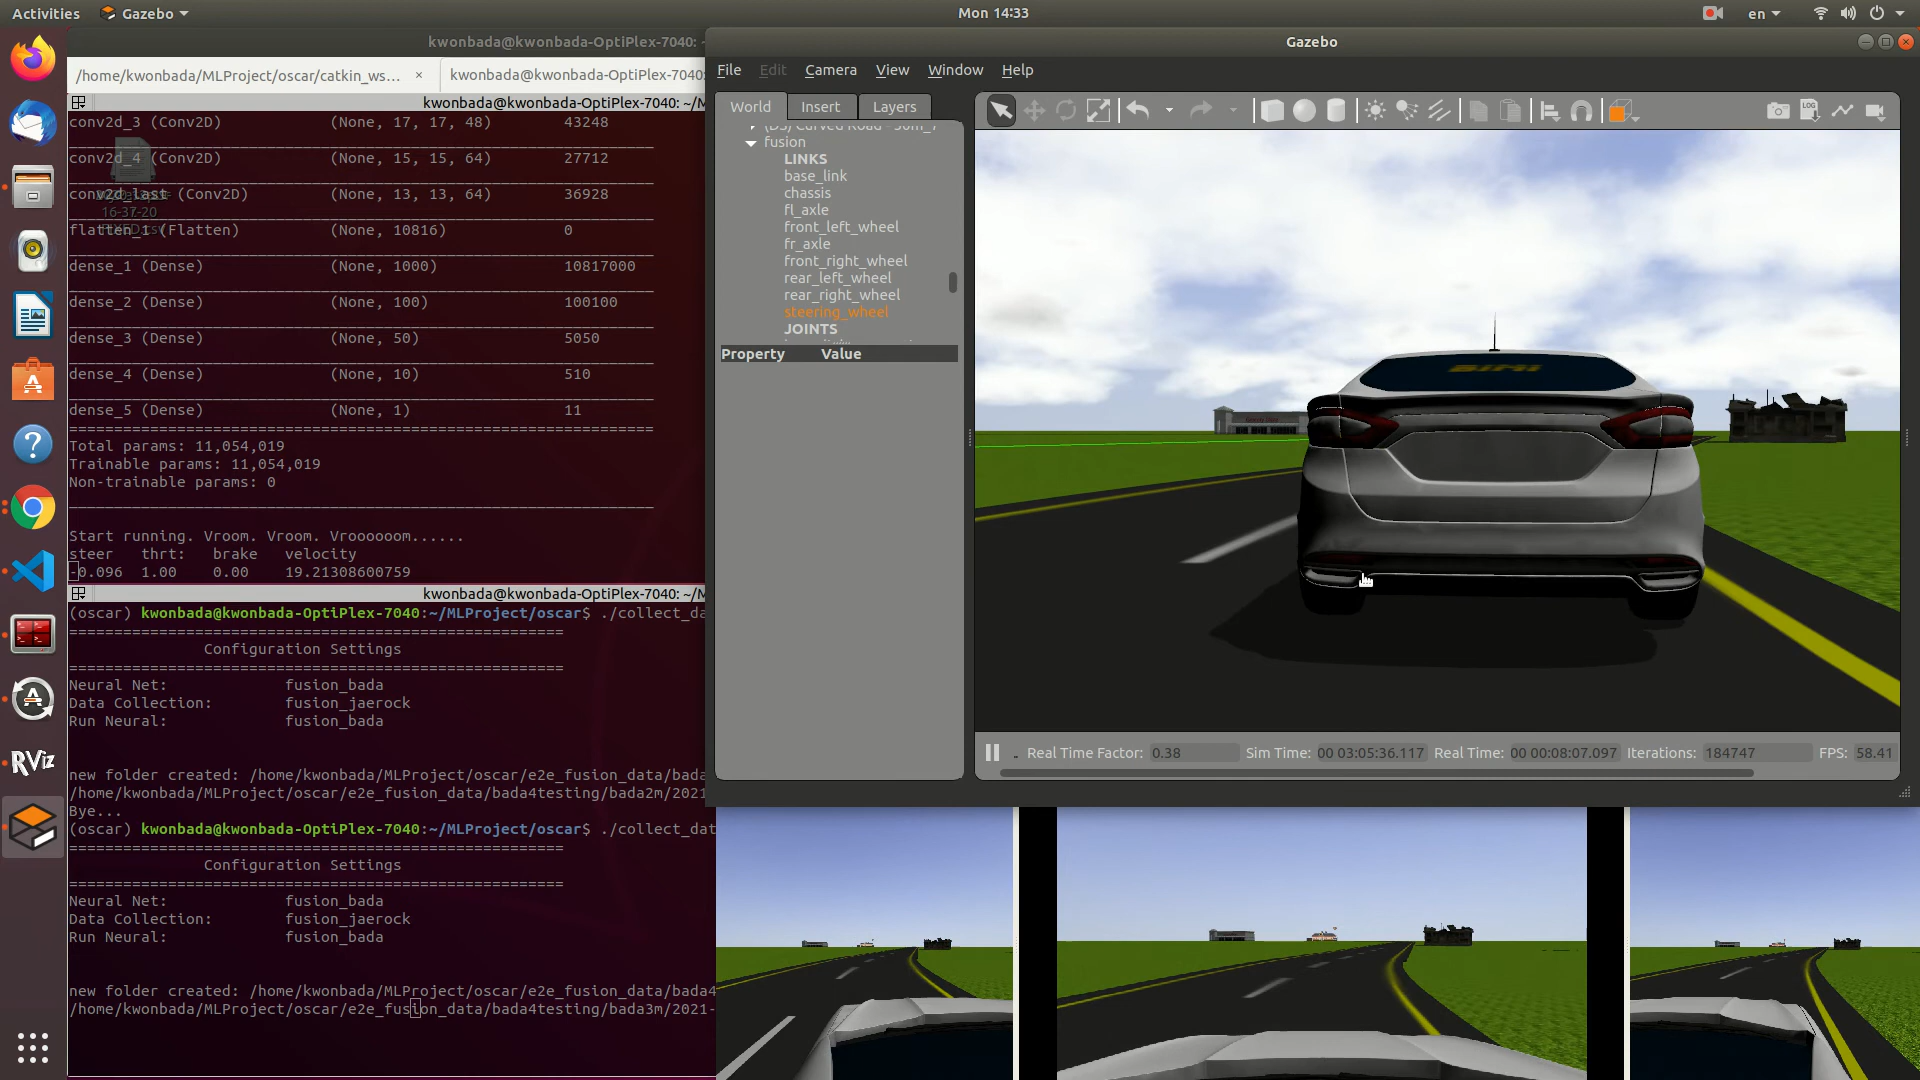 Activities
Gazebo
Mon 14:33
en
kwonbada@kwonbada-OptiPlex-7040: ~
/home/kwonbada/MLProject/oscar/catkin_ws... ×
kwonbada@kwonbada-OptiPlex-7040:
kwonbada@kwonbada-OptiPlex-7040: ~/M
conv2d_3 (Conv2D) (None, 17, 17, 48) 43248
conv2d_4 (Conv2D) (None, 15, 15, 64) 27712
conv2d_last (Conv2D) (None, 13, 13, 64) 36928
16-37-20
flatten_1 (Flatten) (None, 10816) 0
dense_1 (Dense) (None, 1000) 10817000
dense_2 (Dense) (None, 100) 100100
dense_3 (Dense) (None, 50) 5050
dense_4 (Dense) (None, 10) 510
dense_5 (Dense) (None, 1) 11
Total params: 11,054,019
Trainable params: 11,054,019
Non-trainable params: 0
Start running. Vroom. Vroom. Vroooooom......
steer thrt: brake velocity
-0.096 1.00 0.00 19.21308600759
kwonbada@kwonbada-OptiPlex-7040: ~/M
(oscar) kwonbada@kwonbada-OptiPlex-7040:~/MLProject/oscar$ ./collect_da
Configuration Settings
Neural Net: fusion_bada
Data Collection: fusion_jaerock
Run Neural: fusion_bada
new folder created: /home/kwonbada/MLProject/oscar/e2e_fusion_data/bada
/home/kwonbada/MLProject/oscar/e2e_fusion_data/bada4testing/bada2m/2021
Bye...
(oscar) kwonbada@kwonbada-OptiPlex-7040:~/MLProject/oscar$ ./collect_dat
Configuration Settings
Neural Net: fusion_bada
Data Collection: fusion_jaerock
Run Neural: fusion_bada
new folder created: /home/kwonbada/MLProject/oscar/e2e_fusion_data/bada4
/home/kwonbada/MLProject/oscar/e2e_fusion_data/bada4testing/bada3m/2021-
RViz
Gazebo
File Edit Camera View Window Help
World Insert Layers
LOG
(DS) Curved Road - 50m_7
fusion
LINKS
base_link
chassis
fl_axle
front_left_wheel
fr_axle
front_right_wheel
rear_left_wheel
rear_right_wheel
steering_wheel
JOINTS
Property Value
Real Time Factor: 0.38 Sim Time: 00 03:05:36.117 Real Time: 00 00:08:07.097 Iterations: 184747 FPS: 58.41